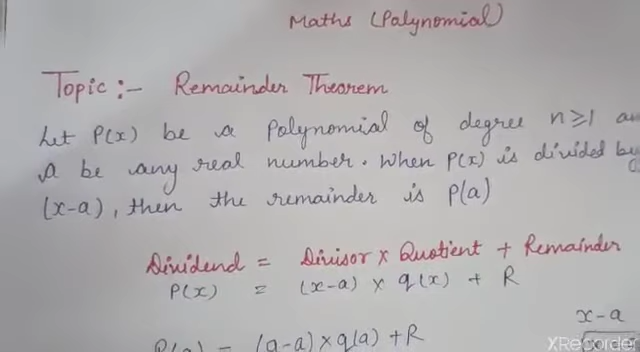 Maths (Polynomial)
Topic :- Remainder Theorem
Let P(x) be a Polynomial of degree n≥1 an
a be any real number. When P(x) is divided by
(x-a), then the remainder is P(a)
Dividend = Divisor x Quotient + Remainder
P(x) = (x-a) x q(x) + R
x-a
P(a) = (a-a) x q(a) + R
XRecorder